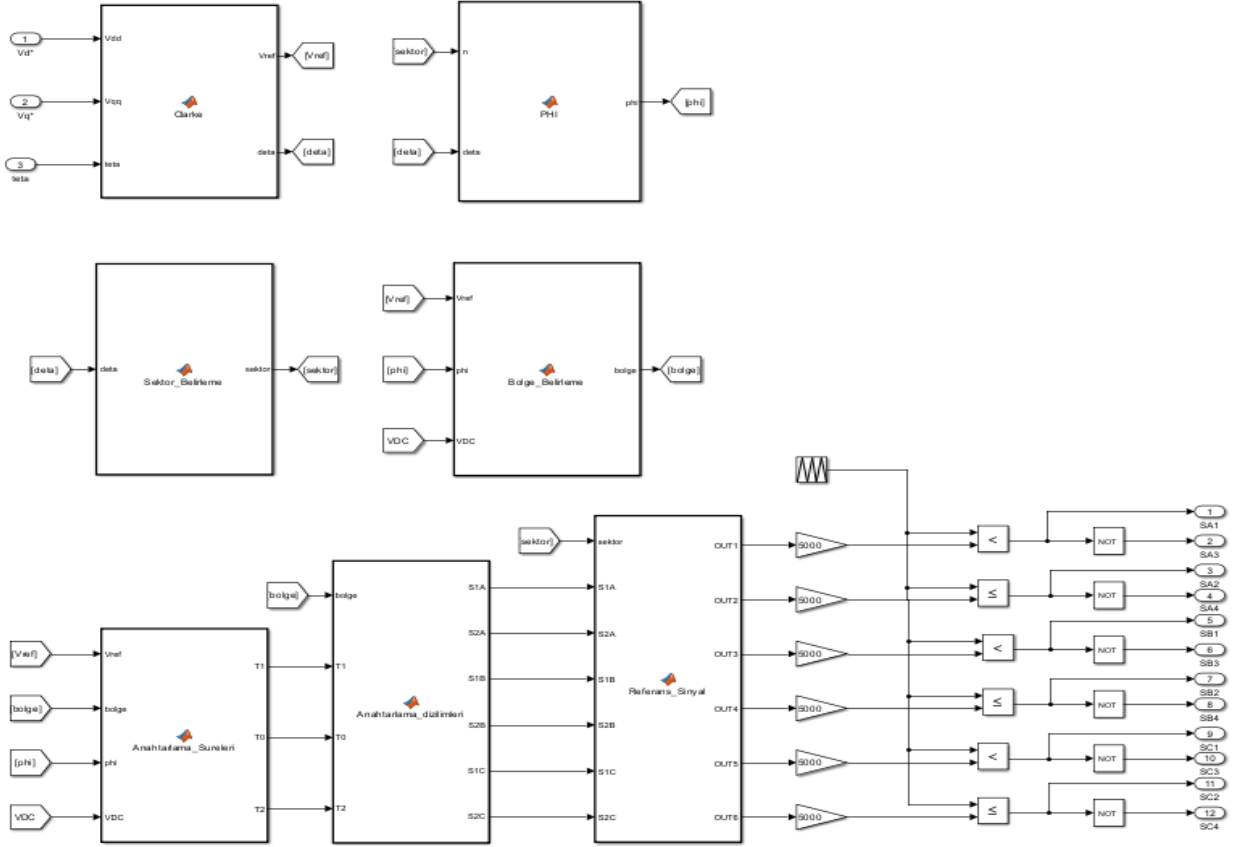 1
Vd*
Vdd
Vref
[Vref]
2
Vq*
Vqq
Clarke
3
teta
teta
deta
[deta]
[sektor]
n
PHI
phi
[phi]
[deta]
deta
[deta]
deta
Sektor_Belirleme
sektor
[sektor]
[Vref]
Vref
[phi]
phi
Bolge_Belirleme
bolge
[bolge]
VDC
VDC
[Vref]
Vref
[bolge]
bolge
Anahtarlama_Sureleri
[phi]
phi
VDC
VDC
T1
T0
T2
[bolge]
bolge
T1
Anahtarlama_dizilimleri
T0
T2
S1A
S2A
S1B
S2B
S1C
S2C
sektor]
sektor
S1A
S2A
S1B
Referans_Sinyal
S2B
S1C
S2C
OUT1
OUT2
OUT3
OUT4
OUT5
OUT6
5000
5000
5000
5000
5000
5000
<
≤
<
≤
<
≤
NOT
NOT
NOT
NOT
NOT
NOT
1
SA1
2
SA3
3
SA2
4
SA4
5
SB1
6
SB3
7
SB2
8
SB4
9
SC1
10
SC3
11
SC2
12
SC4